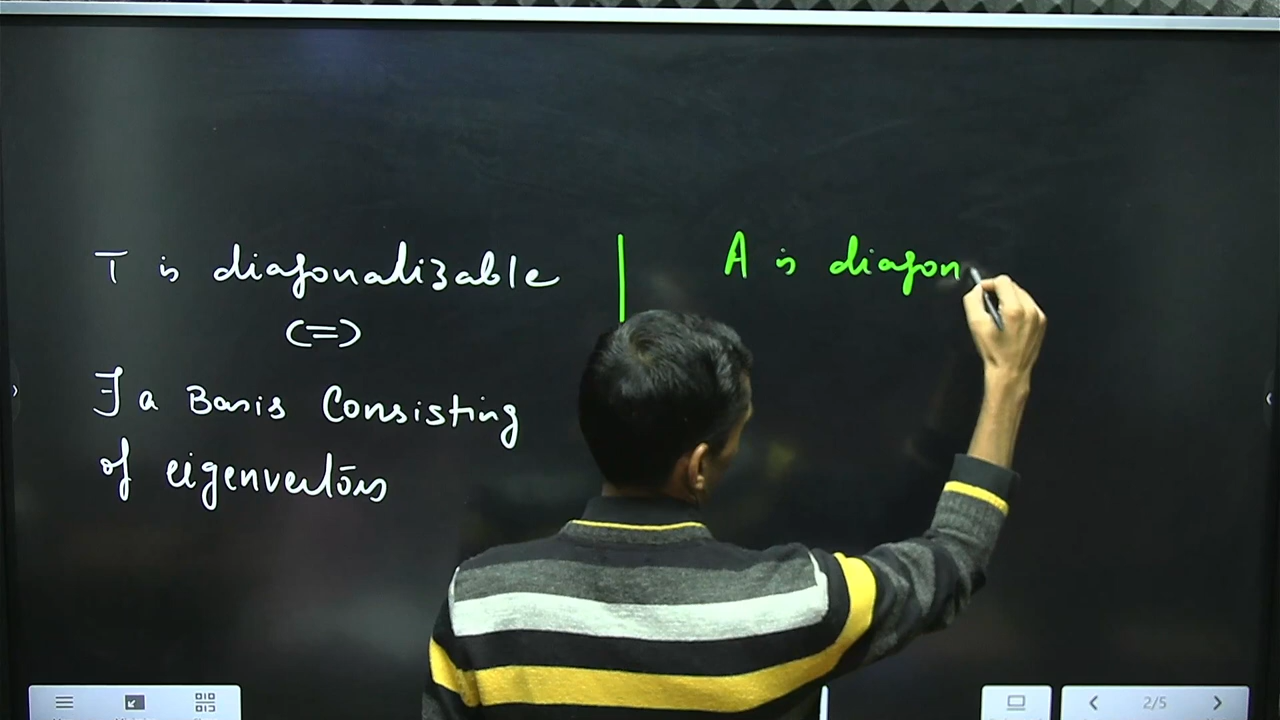 T is diagonalizable
(=)
∃ a Basis Consisting
of eigenvectors
A is diagon
2/5